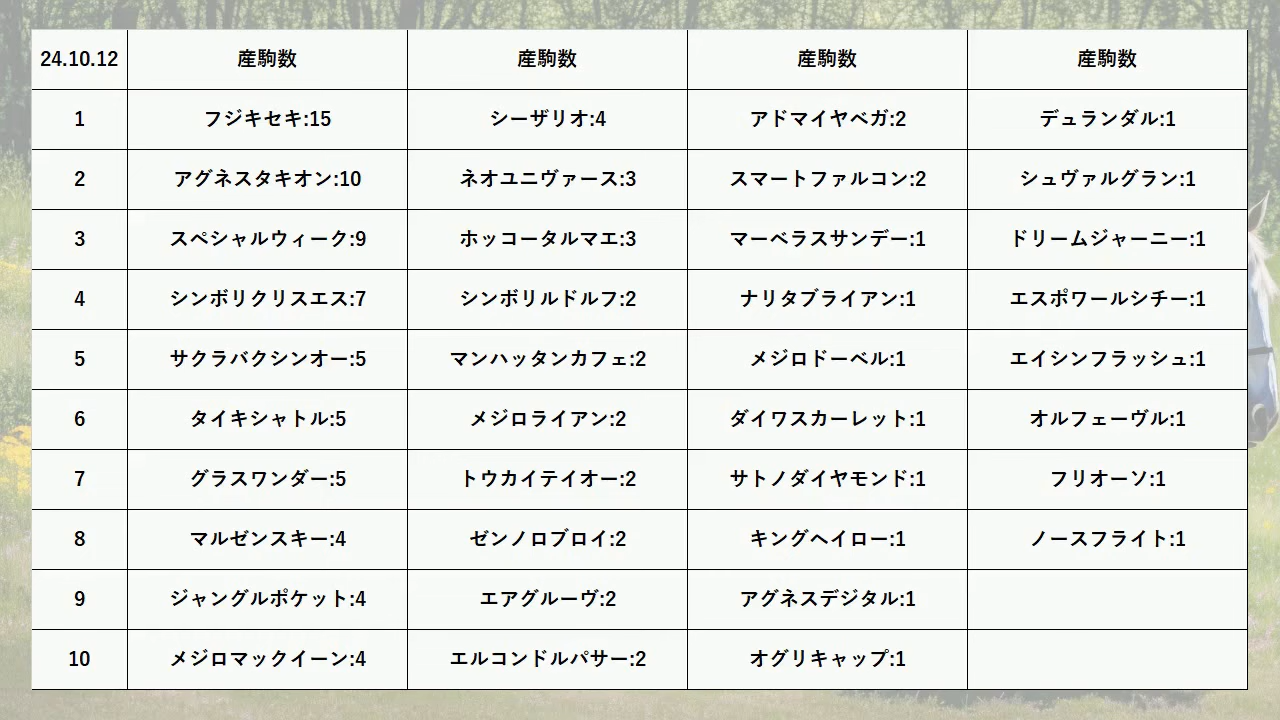 24.10.12 産駒数 産駒数 産駒数 産駒数
1 フジキセキ:15 シーザリオ:4 アドマイヤベガ:2 デュランダル:1
2 アグネスタキオン:10 ネオユニヴァース:3 スマートファルコン:2 シュヴァルグラン:1
3 スペシャルウィーク:9 ホッコータルマエ:3 マーベラスサンデー:1 ドリームジャーニー:1
4 シンボリクリスエス:7 シンボリルドルフ:2 ナリタブライアン:1 エスポワールシチー:1
5 サクラバクシンオー:5 マンハッタンカフェ:2 メジロドーベル:1 エイシンフラッシュ:1
6 タイキシャトル:5 メジロライアン:2 ダイワスカーレット:1 オルフェーヴル:1
7 グラスワンダー:5 トウカイテイオー:2 サトノダイヤモンド:1 フリオーソ:1
8 マルゼンスキー:4 ゼンノロブロイ:2 キングヘイロー:1 ノースフライト:1
9 ジャングルポケット:4 エアグルーヴ:2 アグネスデジタル:1
10 メジロマックイーン:4 エルコンドルパサー:2 オグリキャップ:1